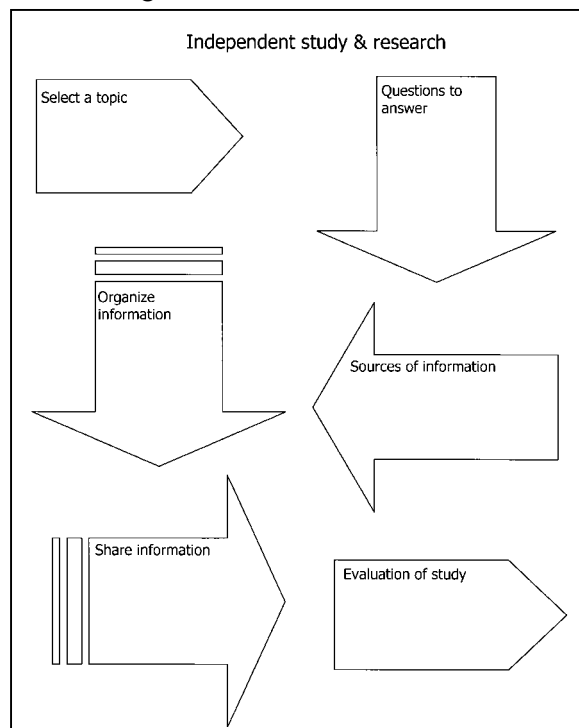 Independent study & research
Select a topic
Questions to
answer
Organize
information
Sources of information
Share information
Evaluation of study